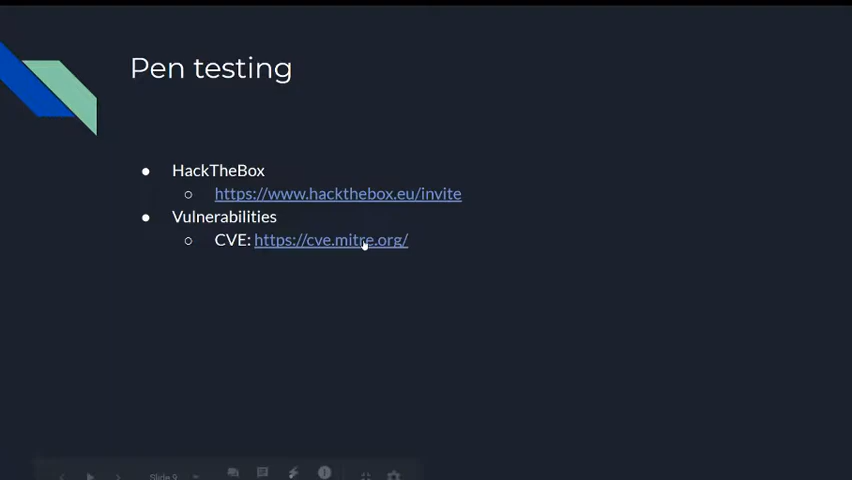 Pen testing
● HackTheBox
○ https://www.hackthebox.eu/invite
● Vulnerabilities
○ CVE: https://cve.mitre.org/
Slide 9